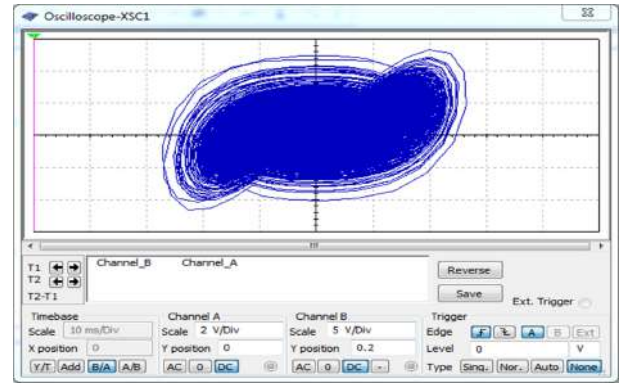 Oscilloscope-XSC1
T1
T2
T2-T1
Channel_B Channel_A
Reverse
Save
Ext. Trigger
Timebase
Scale 10 ms/Div
X position 0
Y/T Add B/A A/B
Channel A
Scale 2 V/Div
Y position 0
AC 0 DC
Channel B
Scale 5 V/Div
Y position 0.2
AC 0 DC -
Trigger
Edge A B Ext
Level 0 V
Type Sing. Nor. Auto None